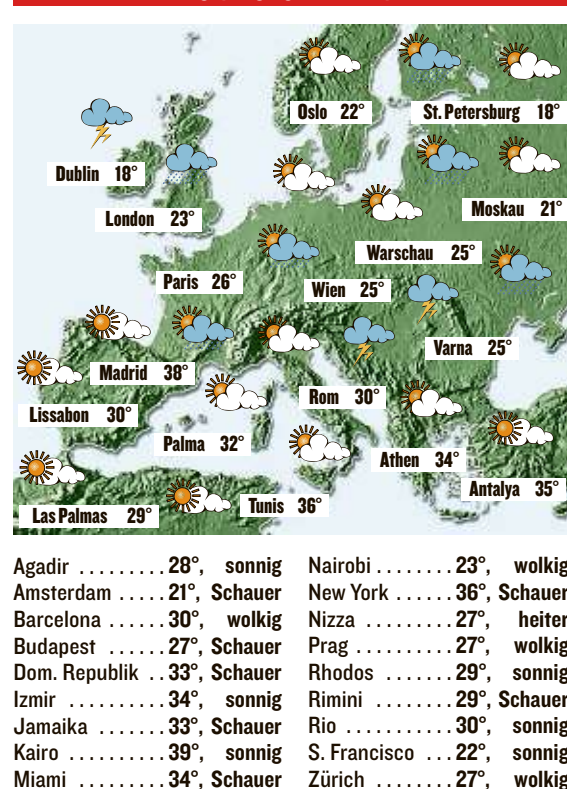 Oslo 22°
St. Petersburg 18°
Dublin 18°
London 23°
Moskau 21°
Warschau 25°
Paris 26°
Wien 25°
Varna 25°
Madrid 38°
Rom 30°
Lissabon 30°
Palma 32°
Athen 34°
Antalya 35°
Las Palmas 29°
Tunis 36°
Agadir ......... 28°, sonnig
Amsterdam ..... 21°, Schauer
Barcelona ...... 30°, wolkig
Budapest ...... 27°, Schauer
Dom. Republik .. 33°, Schauer
Izmir .......... 34°, sonnig
Jamaika ....... 33°, Schauer
Kairo .......... 39°, sonnig
Miami ......... 34°, Schauer
Nairobi ........ 23°, wolkig
New York ...... 36°, Schauer
Nizza ......... 27°, heiter
Prag .......... 27°, wolkig
Rhodos ....... 29°, sonnig
Rimini ........ 29°, Schauer
Rio ........... 30°, sonnig
S. Francisco ... 22°, sonnig
Zürich ........ 27°, wolkig